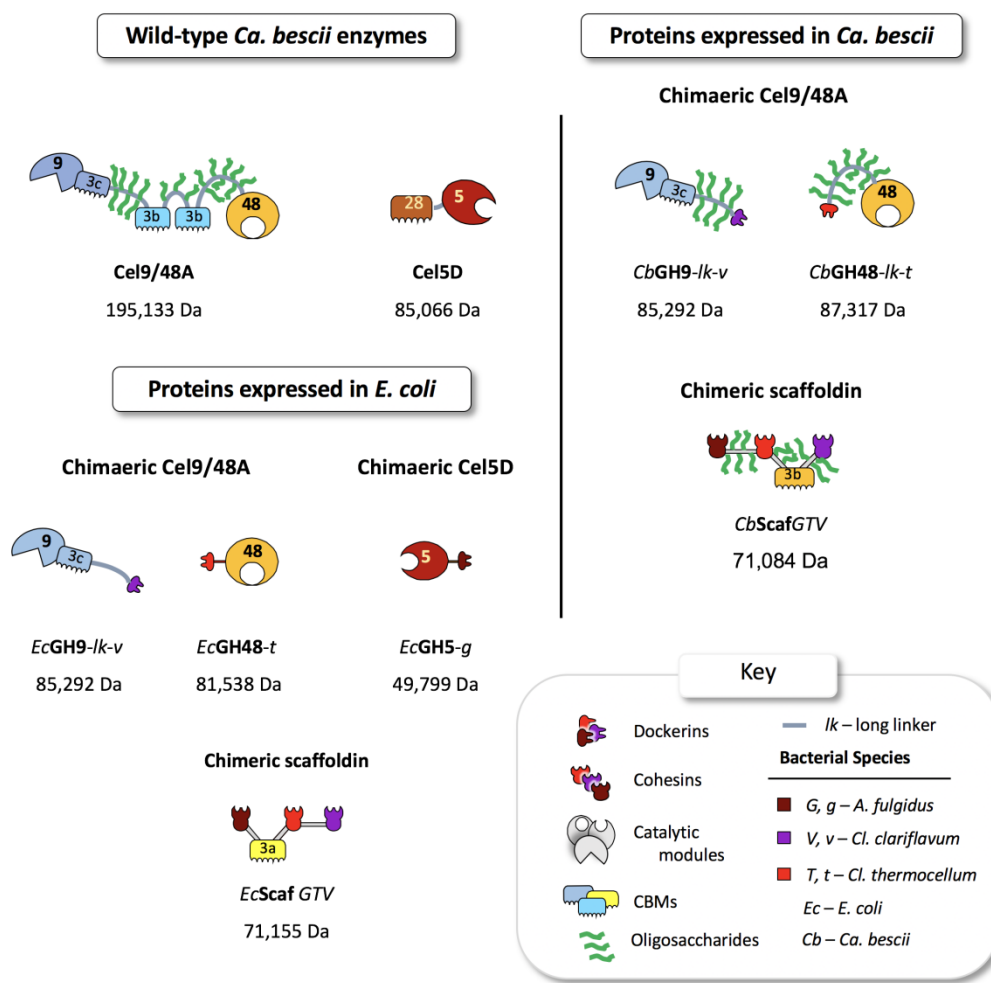 Wild-type Ca. bescii enzymes
9
3c
3b
3b
48
28
5
Cel9/48A
Cel5D
195,133 Da
85,066 Da
Proteins expressed in Ca. bescii
Chimaeric Cel9/48A
9
3c
48
CbGH9-lk-v
CbGH48-lk-t
85,292 Da
87,317 Da
Chimeric scaffoldin
3b
CbScafGTV
71,084 Da
Proteins expressed in E. coli
Chimaeric Cel9/48A
Chimaeric Cel5D
9
3c
48
5
EcGH9-lk-v
EcGH48-t
EcGH5-g
85,292 Da
81,538 Da
49,799 Da
Chimeric scaffoldin
3a
EcScaf GTV
71,155 Da
Key
Dockerins
Cohesins
Catalytic
modules
CBMs
Oligosaccharides
lk – long linker
Bacterial Species
G, g – A. fulgidus
V, v – Cl. clariflavum
T, t – Cl. thermocellum
Ec – E. coli
Cb – Ca. bescii